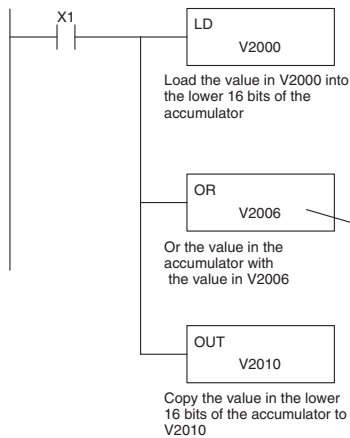 X1
LD
V2000
Load the value in V2000 into
the lower 16 bits of the
accumulator
OR
V2006
Or the value in the
accumulator with
the value in V2006
OUT
V2010
Copy the value in the lower
16 bits of the accumulator to
V2010